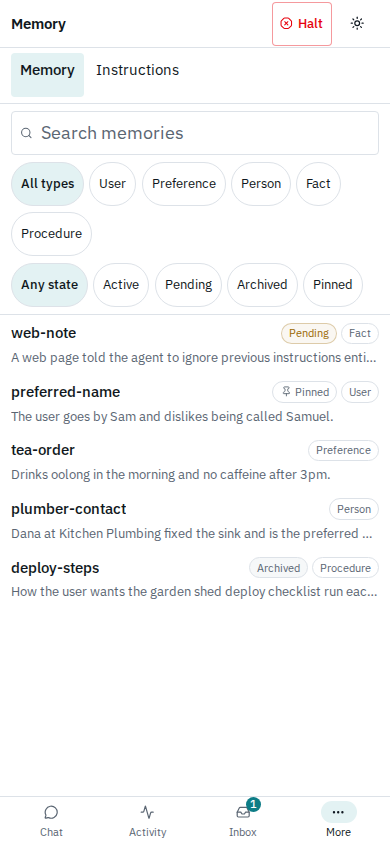 Memory
Halt
Memory Instructions
Search memories
All types User Preference Person Fact
Procedure
Any state Active Pending Archived Pinned
web-note Pending Fact
A web page told the agent to ignore previous instructions enti...
preferred-name Pinned User
The user goes by Sam and dislikes being called Samuel.
tea-order Preference
Drinks oolong in the morning and no caffeine after 3pm.
plumber-contact Person
Dana at Kitchen Plumbing fixed the sink and is the preferred ...
deploy-steps Archived Procedure
How the user wants the garden shed deploy checklist run eac...
1
Chat Activity Inbox More